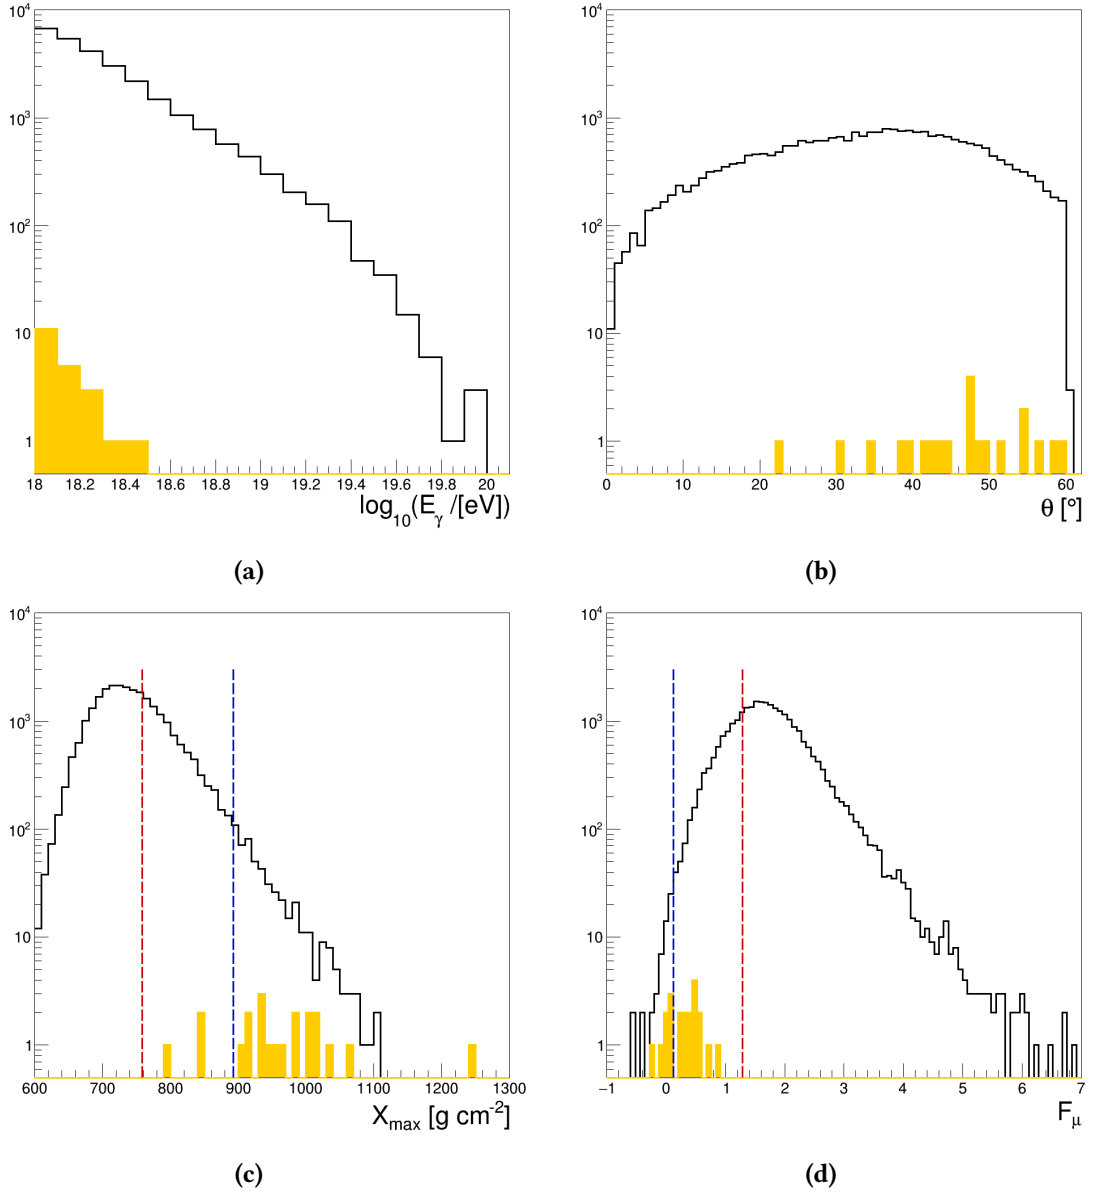 10⁴ 10⁴
10³ 10³
10² 10²
10 10
1 1
18 18.2 18.4 18.6 18.8 19 19.2 19.4 19.6 19.8 20
0 10 20 30 40 50 60
log₁₀(E_γ /[eV])
θ [°]
(a)
(b)
10⁴ 10⁴
10³ 10³
10² 10²
10 10
1 1
600 700 800 900 1000 1100 1200 1300
−1 0 1 2 3 4 5 6 7
X_max [g cm⁻²]
F_μ
(c)
(d)